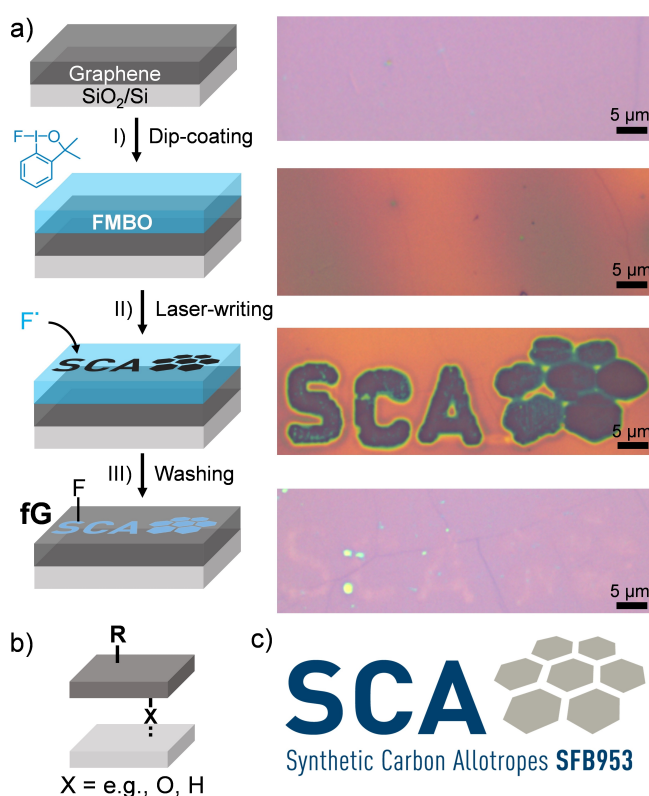 a)
Graphene
SiO₂/Si
5 µm
F I O
I) Dip-coating
FMBO
5 µm
II) Laser-writing
F•
SCA
SCA
5 µm
III) Washing
F
fG
SCA
5 µm
b)
R
X
X = e.g., O, H
c)
SCA
Synthetic Carbon Allotropes SFB953